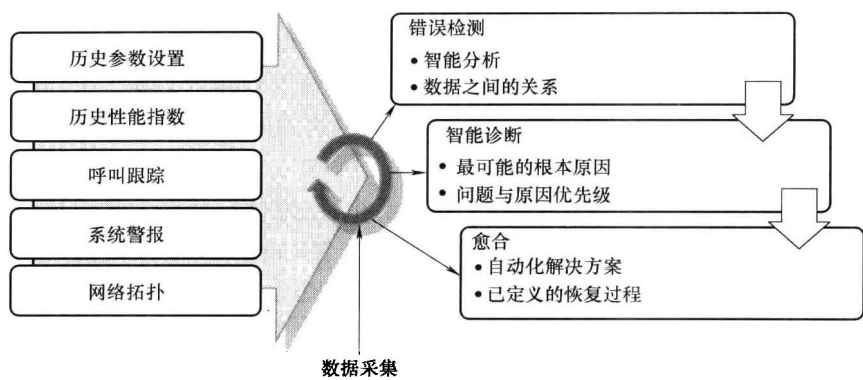 历史参数设置
历史性能指数
呼叫跟踪
系统警报
网络拓扑
错误检测
• 智能分析
• 数据之间的关系
智能诊断
• 最可能的根本原因
• 问题与原因优先级
愈合
• 自动化解决方案
• 已定义的恢复过程
数据采集